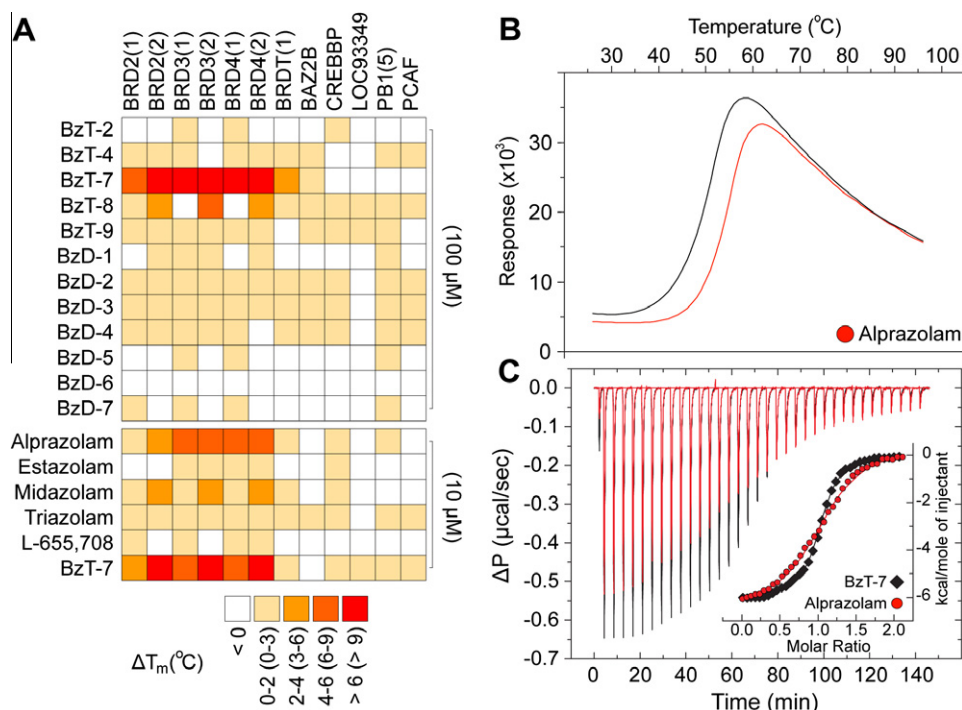 A
BRD2(1)
BRD2(2)
BRD3(1)
BRD3(2)
BRD4(1)
BRD4(2)
BRDT(1)
BAZ2B
CREBBP
LOC93349
PB1(5)
PCAF
BzT-2
BzT-4
BzT-7
BzT-8
BzT-9
BzD-1
BzD-2
BzD-3
BzD-4
BzD-5
BzD-6
BzD-7
(100 µM)
Alprazolam
Estazolam
Midazolam
Triazolam
L-655,708
BzT-7
(10 µM)
ΔTm(°C)
< 0
0-2 (0-3)
2-4 (3-6)
4-6 (6-9)
> 6 (> 9)
B
Temperature (°C)
30 40 50 60 70 80 90 100
Response (x10³)
30
20
10
0
Alprazolam
C
ΔP (µcal/sec)
0.0
-0.1
-0.2
-0.3
-0.4
-0.5
-0.6
-0.7
0 20 40 60 80 100 120 140
Time (min)
BzT-7
Alprazolam
0.0 0.5 1.0 1.5 2.0
Molar Ratio
0
-2
-4
-6
kcal/mole of injectant